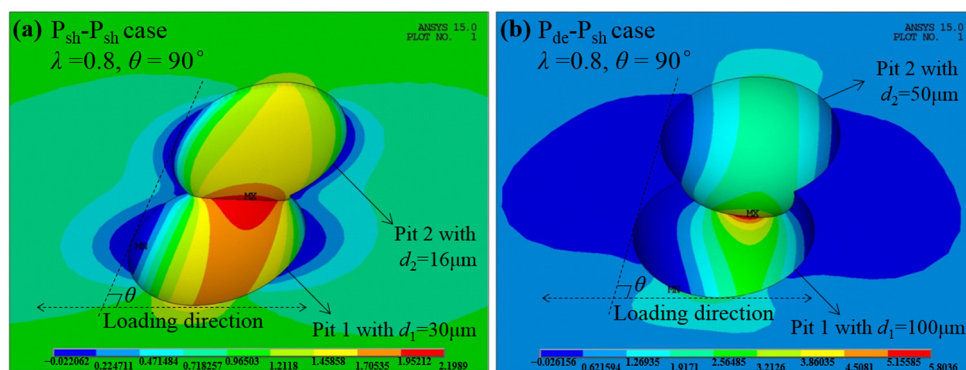 (a) Psh-Psh case
λ =0.8, θ = 90°
ANSYS 15.0
PLOT NO. 1
MX
MN
Pit 2 with
d2=16μm
θ
Loading direction
Pit 1 with d1=30μm
−0.022062 0.224711 0.471484 0.718257 0.96503 1.2118 1.45858 1.70535 1.95212 2.1989
(b) Pde-Psh case
λ =0.8, θ = 90°
ANSYS 15.0
PLOT NO. 1
Pit 2 with
d2=50μm
MX
MN
θ
Loading direction
Pit 1 with d1=100μm
−0.026156 0.621594 1.26935 1.9171 2.56485 3.2126 3.86035 4.5081 5.15585 5.8036